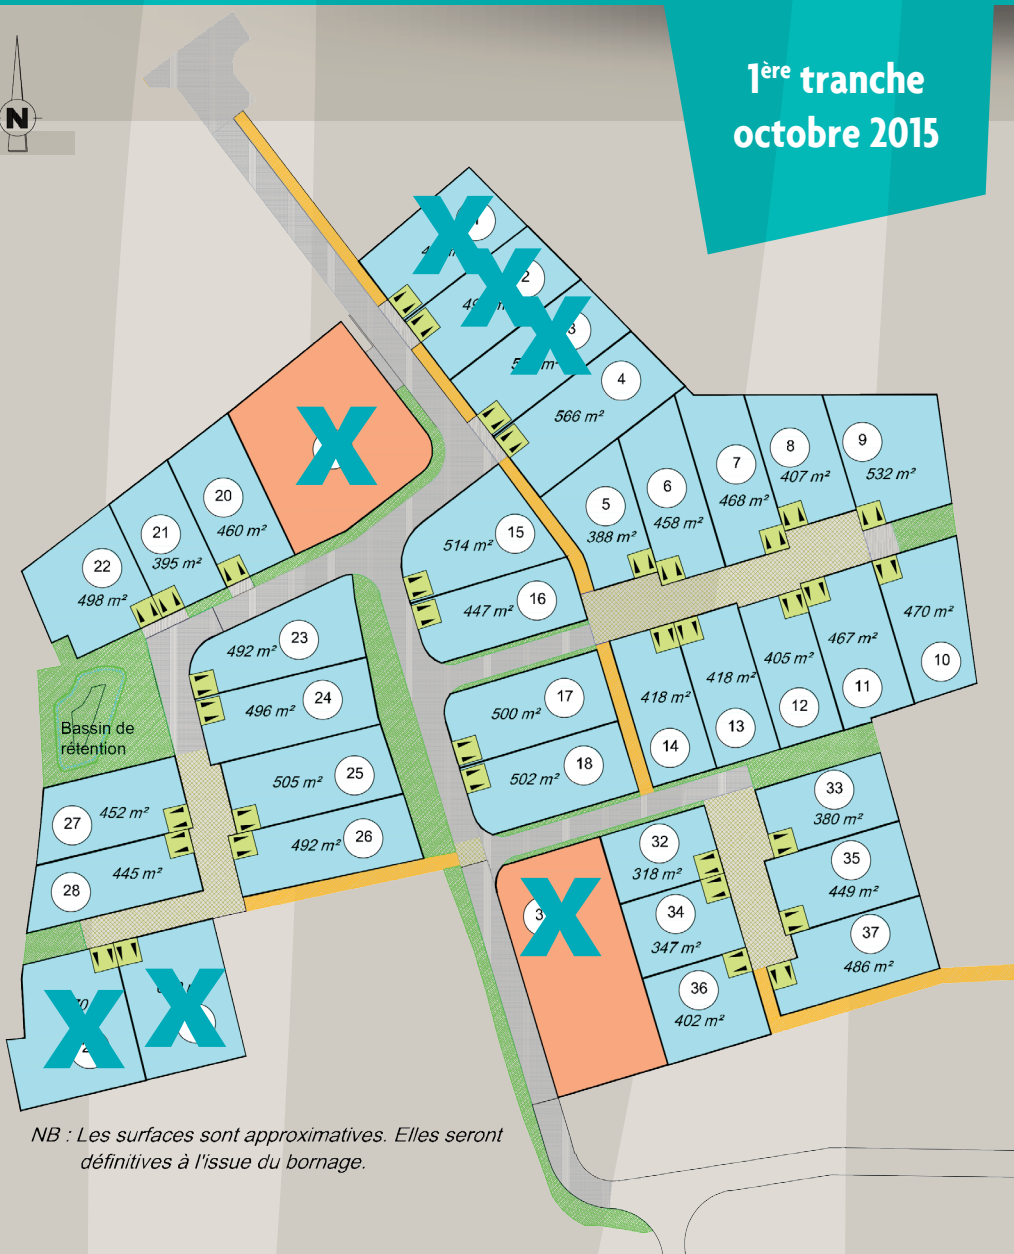 1ère tranche
octobre 2015
N
1
2
3
4
566 m²
5
388 m²
6
458 m²
7
468 m²
8
407 m²
9
532 m²
20
460 m²
21
395 m²
22
498 m²
15
514 m²
16
447 m²
23
492 m²
24
496 m²
25
505 m²
26
492 m²
17
500 m²
18
502 m²
470 m²
10
467 m²
11
405 m²
12
418 m²
13
418 m²
14
Bassin de
rétention
27
452 m²
445 m²
28
33
380 m²
32
318 m²
35
449 m²
34
347 m²
37
486 m²
36
402 m²
NB : Les surfaces sont approximatives. Elles seront
définitives à l'issue du bornage.